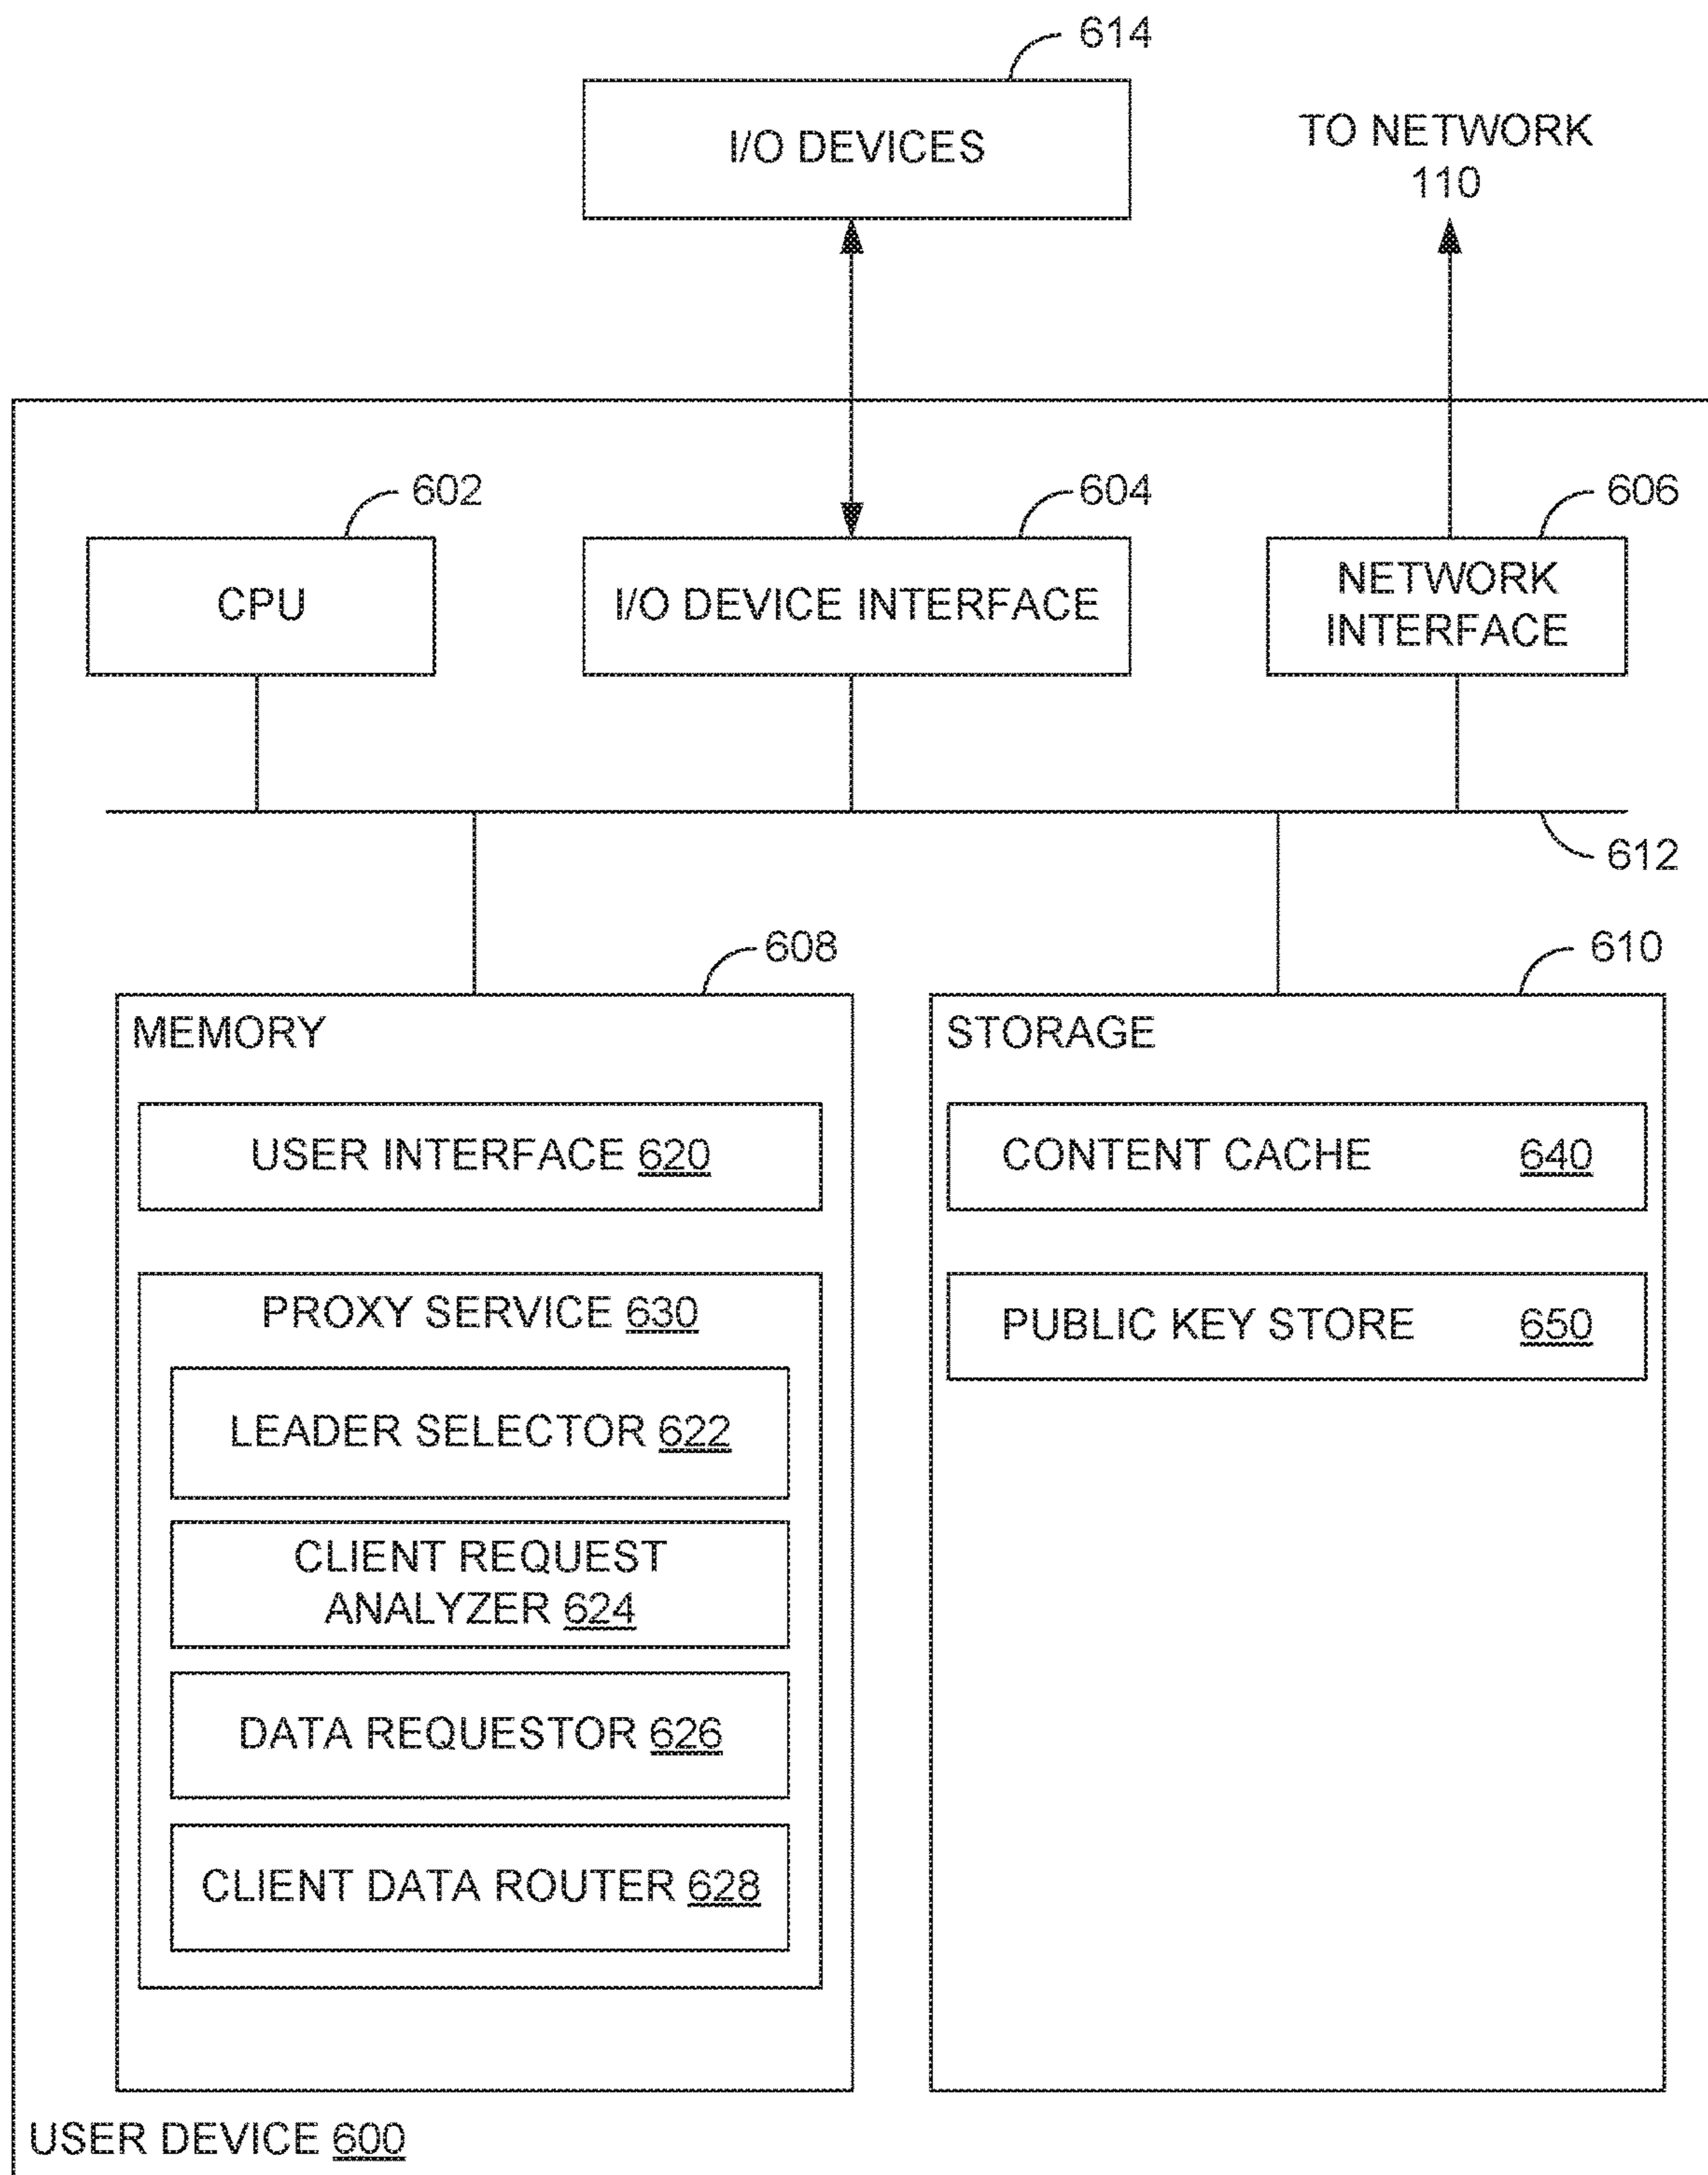 614
I/O DEVICES
TO NETWORK
110
602
604
606
CPU
I/O DEVICE INTERFACE
NETWORK
INTERFACE
612
608
610
MEMORY
USER INTERFACE 620
PROXY SERVICE 630
LEADER SELECTOR 622
CLIENT REQUEST
ANALYZER 624
DATA REQUESTOR 626
CLIENT DATA ROUTER 628
STORAGE
CONTENT CACHE 640
PUBLIC KEY STORE 650
USER DEVICE 600